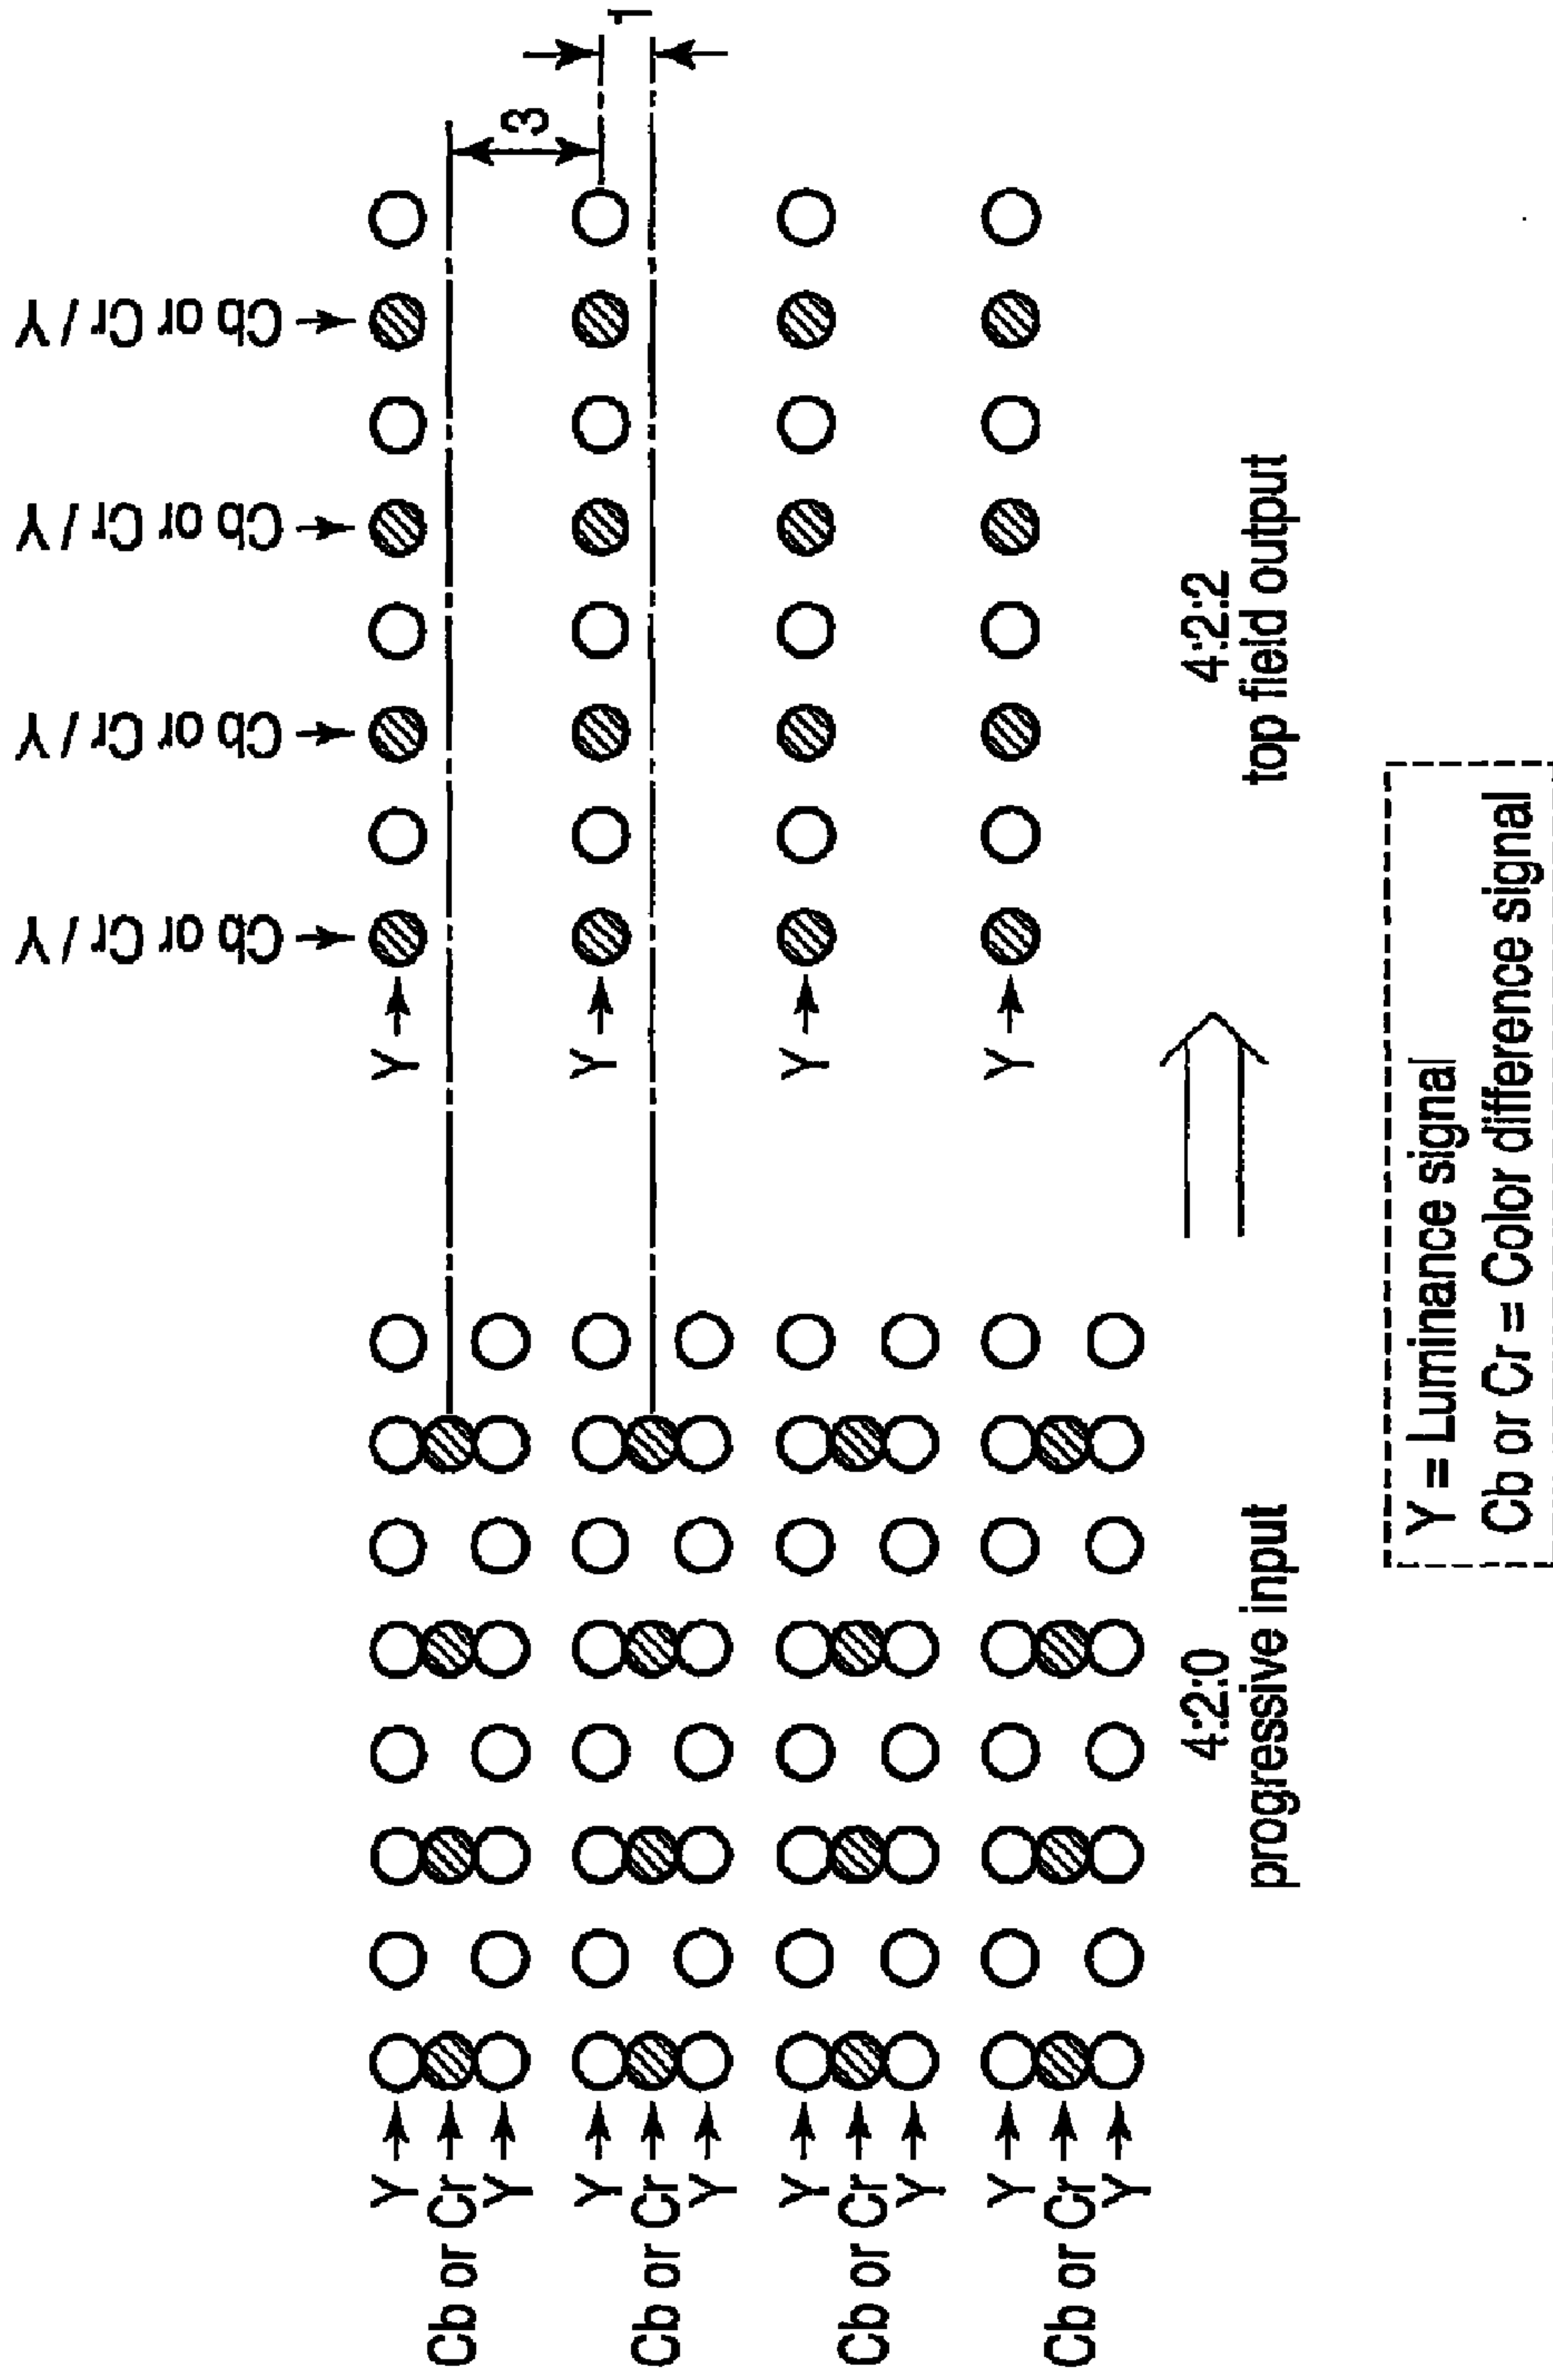 Cb or Cr / Y
Cb or Cr / Y
Cb or Cr / Y
Cb or Cr / Y
Y
Cb or Cr
Y
Y
Cb or Cr
Y
Y
Cb or Cr
Y
Y
Cb or Cr
Y
Y
Y
Y
Y
3
1
4:2:0
progressive input
4:2:2
top field output
Y = Luminance signal
Cb or Cr = Color difference signal